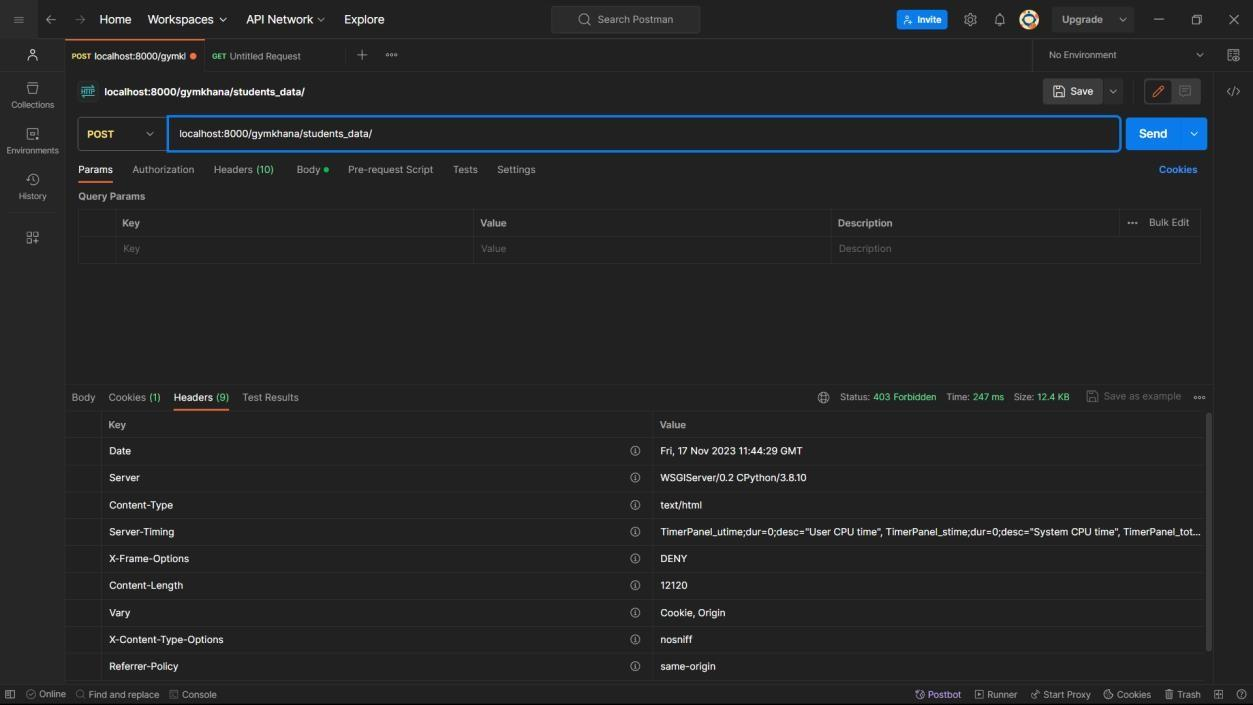 Home Workspaces API Network Explore Search Postman Invite Upgrade
POST localhost:8000/gymkl GET Untitled Request No Environment
HTTP localhost:8000/gymkhana/students_data/ Save
Collections
POST localhost:8000/gymkhana/students_data/ Send
Environments
Params Authorization Headers (10) Body Pre-request Script Tests Settings Cookies
History
Query Params
Key Value Description Bulk Edit
Key Value Description
Body Cookies (1) Headers (9) Test Results Status: 403 Forbidden Time: 247 ms Size: 12.4 KB Save as example
Key Value
Date Fri, 17 Nov 2023 11:44:29 GMT
Server WSGIServer/0.2 CPython/3.8.10
Content-Type text/html
Server-Timing TimerPanel_utime;dur=0;desc="User CPU time", TimerPanel_stime;dur=0;desc="System CPU time", TimerPanel_tot...
X-Frame-Options DENY
Content-Length 12120
Vary Cookie, Origin
X-Content-Type-Options nosniff
Referrer-Policy same-origin
Online Find and replace Console Postbot Runner Start Proxy Cookies Trash